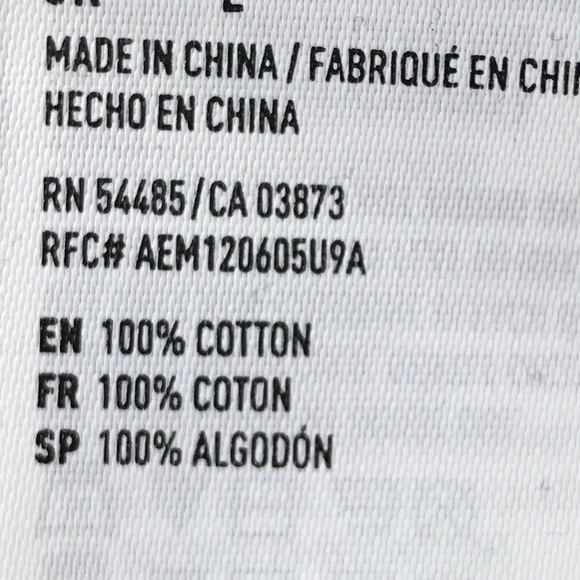 MADE IN CHINA / FABRIQUÉ EN
HECHO EN CHINA
RN 54485/CA 03873
RFC# AEM120605U9A
EN 100% COTTON
FR 100% COTON
SP 100% ALGODÓN